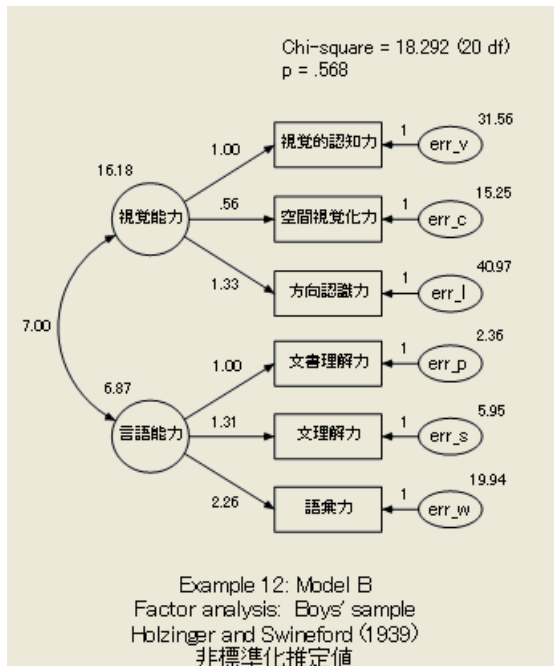 Chi-square = 18.292 (20 df)
p = .568
31.56
視覚的認知力
1
err_v
1.00
16.18
15.25
視覚能力
.56
空間視覚化力
1
err_c
40.97
1.33
方向認識力
1
err_l
7.00
2.36
文書理解力
1
err_p
6.87
1.00
5.95
言語能力
1.31
文理解力
1
err_s
19.94
2.26
語彙力
1
err_w
Example 12: Model B
Factor analysis: Boys' sample
Holzinger and Swineford (1939)
非標準化推定値